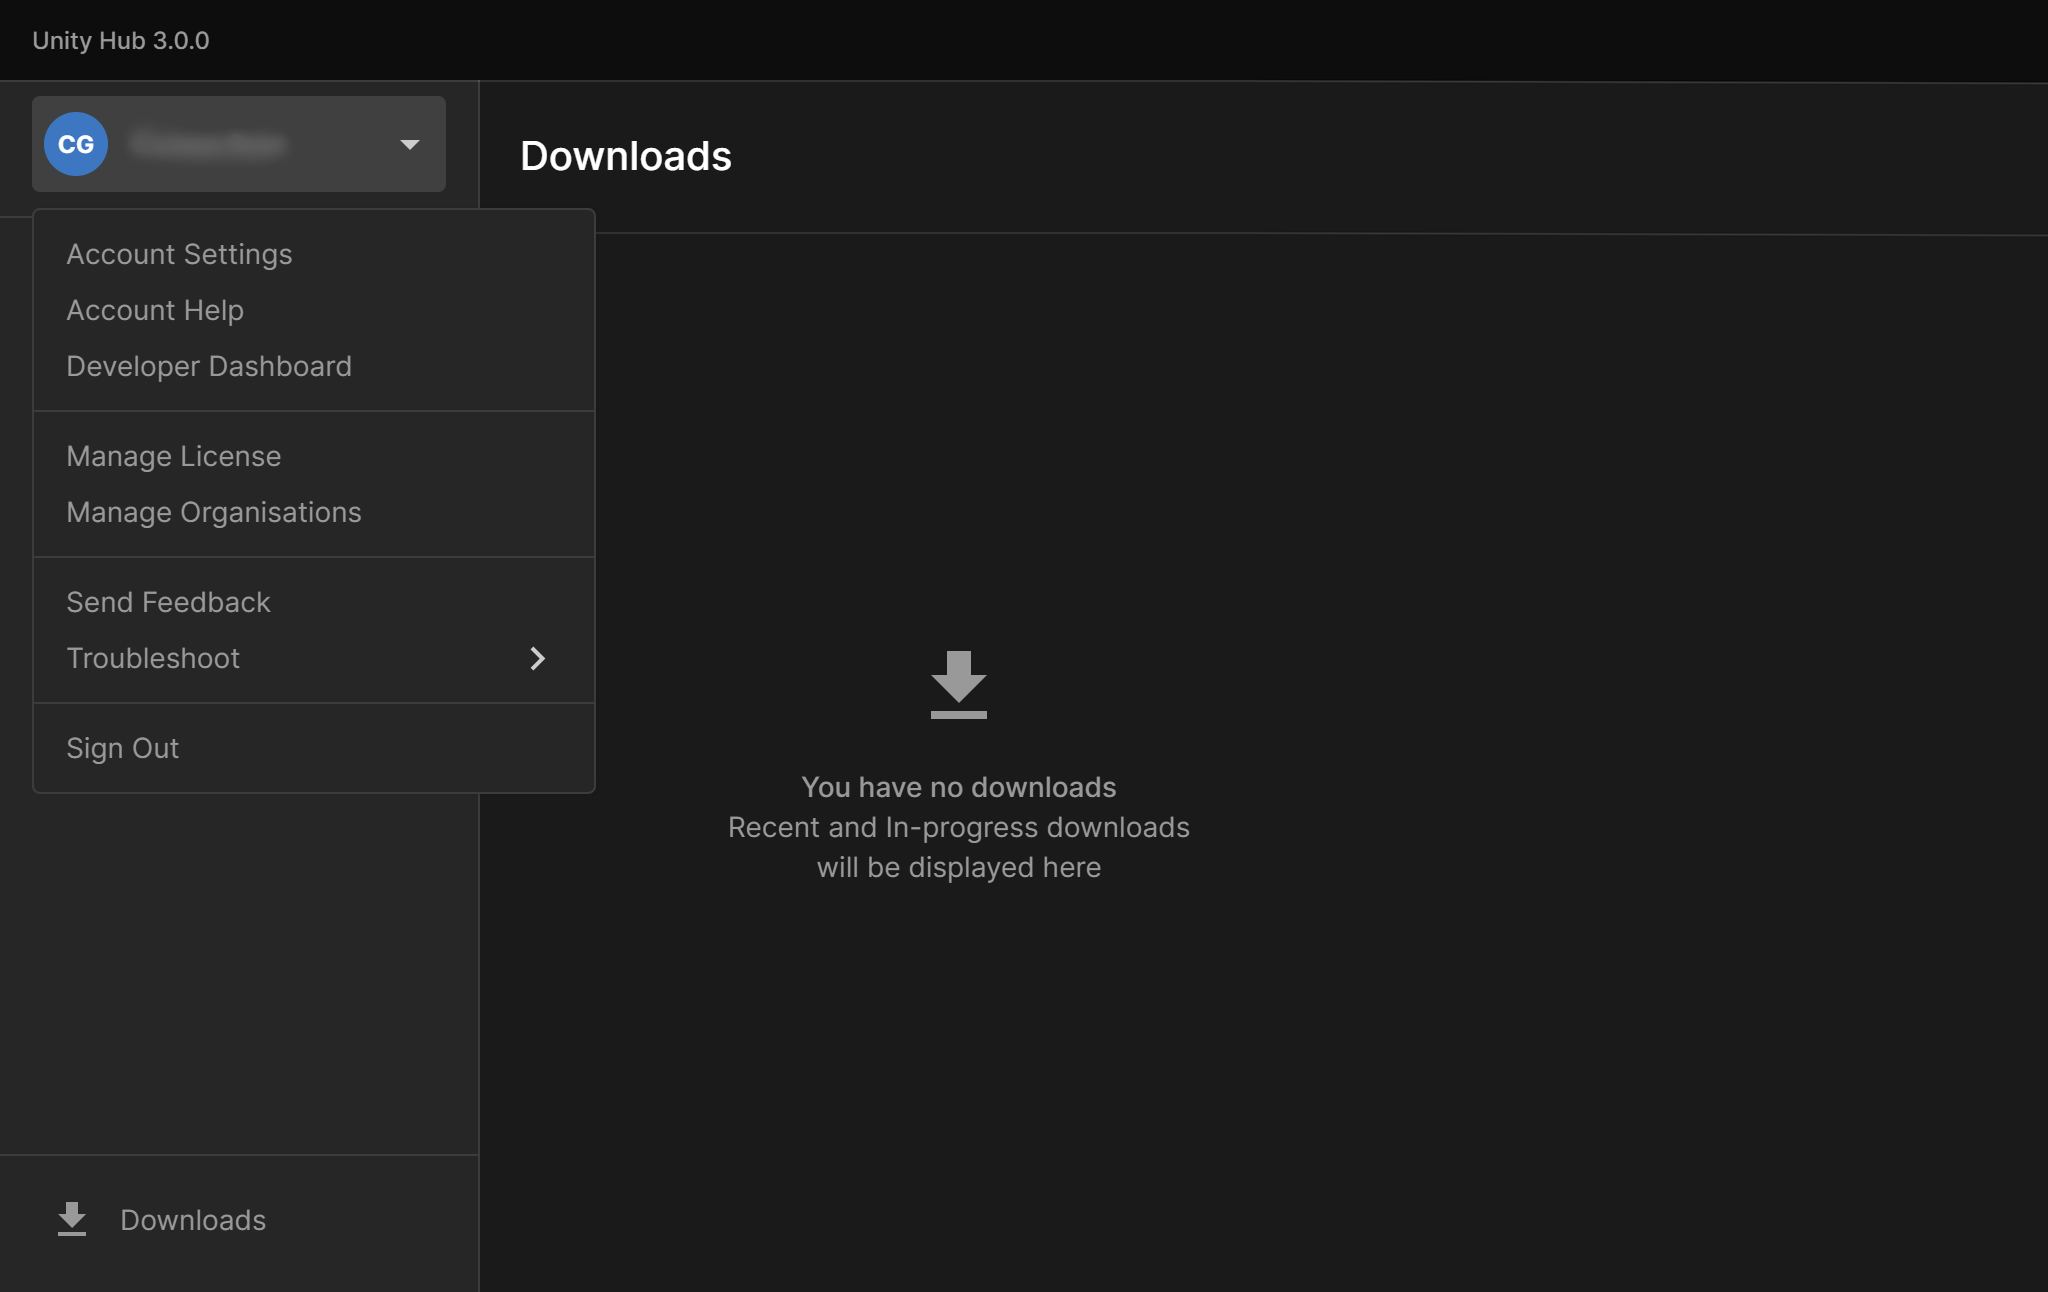 Unity Hub 3.0.0
CG
Downloads
Account Settings
Account Help
Developer Dashboard
Manage License
Manage Organisations
Send Feedback
Troubleshoot
Sign Out
You have no downloads
Recent and In-progress downloads
will be displayed here
Downloads